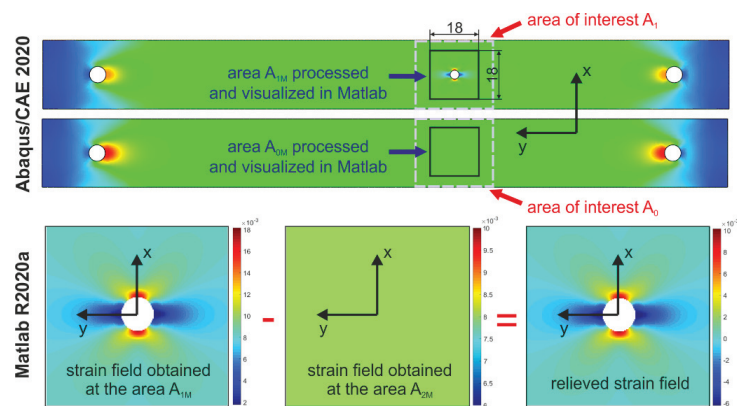 Abaqus/CAE 2020
18
area of interest A1
area A1M processed
and visualized in Matlab
18
x
y
area A0M processed
and visualized in Matlab
area of interest A0
Matlab R2020a
x
y
strain field obtained
at the area A1M
×10⁻³
18
16
14
12
10
8
6
4
2
-
x
y
strain field obtained
at the area A2M
×10⁻³
10
9.5
9
8.5
8
7.5
7
6.5
6
=
x
y
relieved strain field
×10⁻³
10
8
6
4
2
0
-2
-4
-6